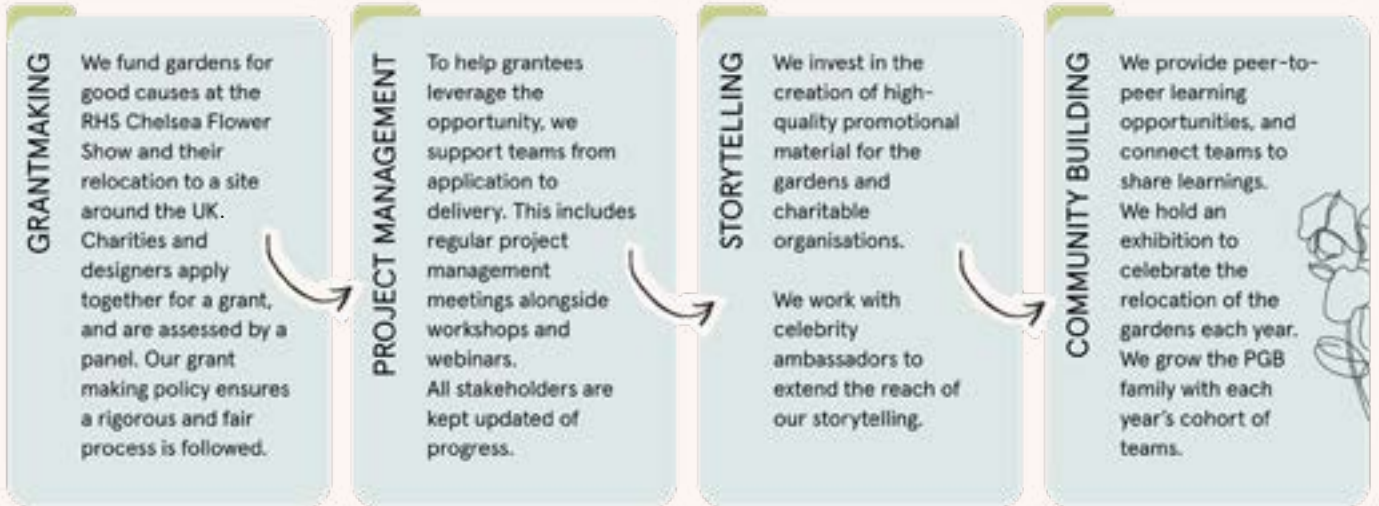 GRANTMAKING
We fund gardens for
good causes at the
RHS Chelsea Flower
Show and their
relocation to a site
around the UK.
Charities and
designers apply
together for a grant,
and are assessed by a
panel. Our grant
making policy ensures
a rigorous and fair
process is followed.
PROJECT MANAGEMENT
To help grantees
leverage the
opportunity, we
support teams from
application to
delivery. This includes
regular project
management
meetings alongside
workshops and
webinars.
All stakeholders are
kept updated of
progress.
STORYTELLING
We invest in the
creation of high-
quality promotional
material for the
gardens and
charitable
organisations.
We work with
celebrity
ambassadors to
extend the reach of
our storytelling.
COMMUNITY BUILDING
We provide peer-to-
peer learning
opportunities, and
connect teams to
share learnings.
We hold an
exhibition to
celebrate the
relocation of the
gardens each year.
We grow the PGB
family with each
year's cohort of
teams.